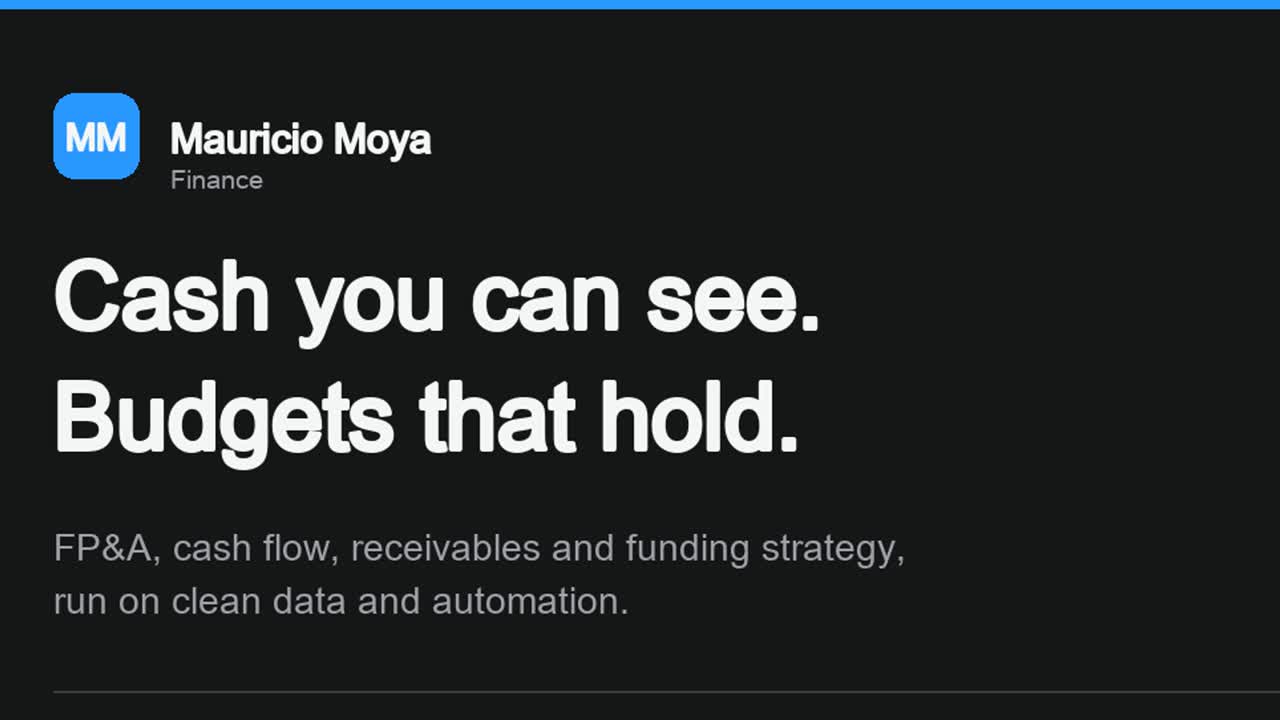 MM
Mauricio Moya
Finance
Cash you can see.
Budgets that hold.
FP&A, cash flow, receivables and funding strategy,
run on clean data and automation.